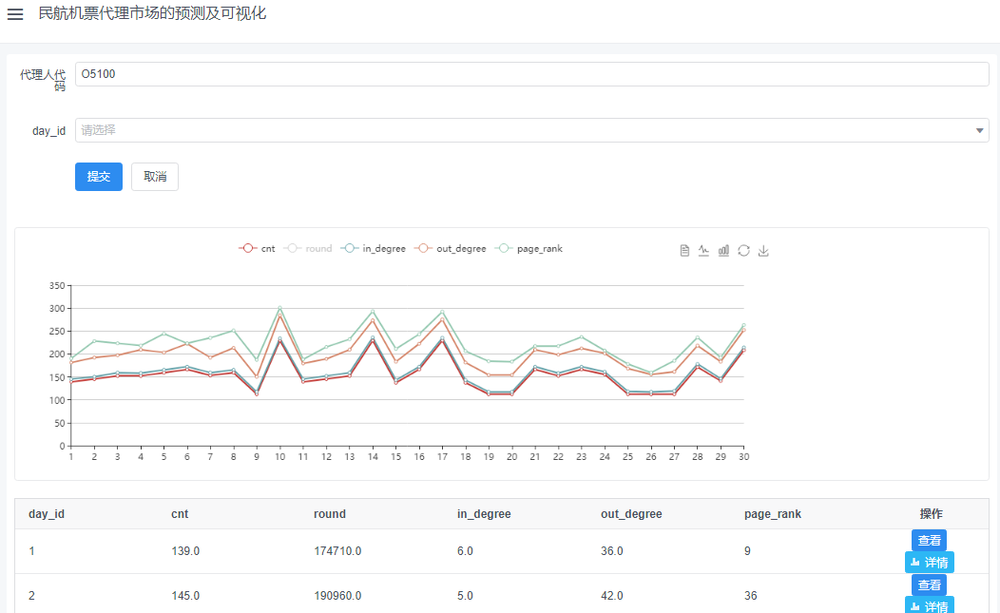 民航机票代理市场的预测及可视化
代理人代码
O5100
day_id
请选择
提交 取消
cnt round in_degree out_degree page_rank
350
300
250
200
150
100
50
0
1 2 3 4 5 6 7 8 9 10 11 12 13 14 15 16 17 18 19 20 21 22 23 24 25 26 27 28 29 30
day_id cnt round in_degree out_degree page_rank 操作
1 139.0 174710.0 6.0 36.0 9 查看
详情
2 145.0 190960.0 5.0 42.0 36 查看
详情